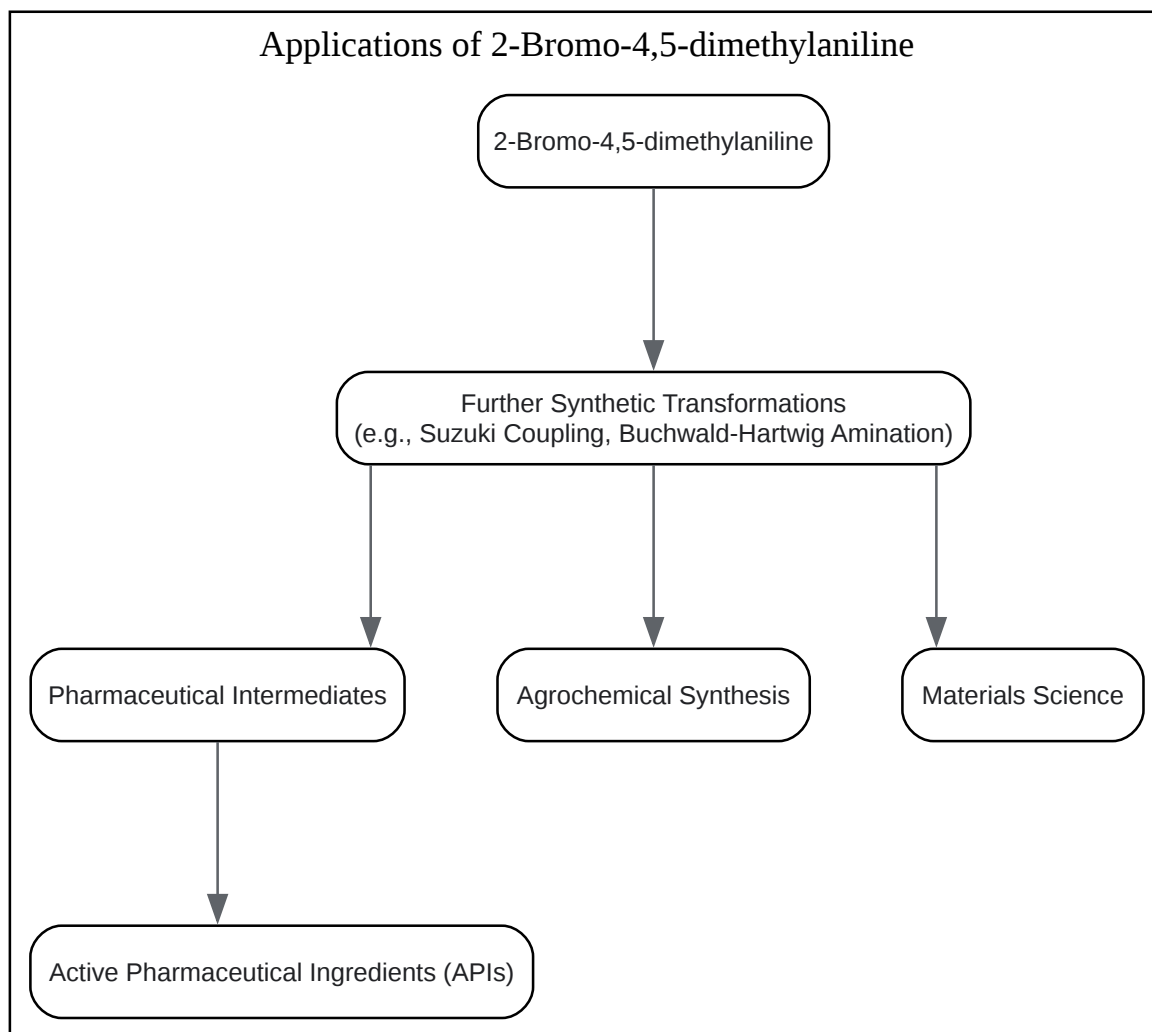 Applications of 2-Bromo-4,5-dimethylaniline
2-Bromo-4,5-dimethylaniline
Further Synthetic Transformations
(e.g., Suzuki Coupling, Buchwald-Hartwig Amination)
Pharmaceutical Intermediates
Agrochemical Synthesis
Materials Science
Active Pharmaceutical Ingredients (APIs)